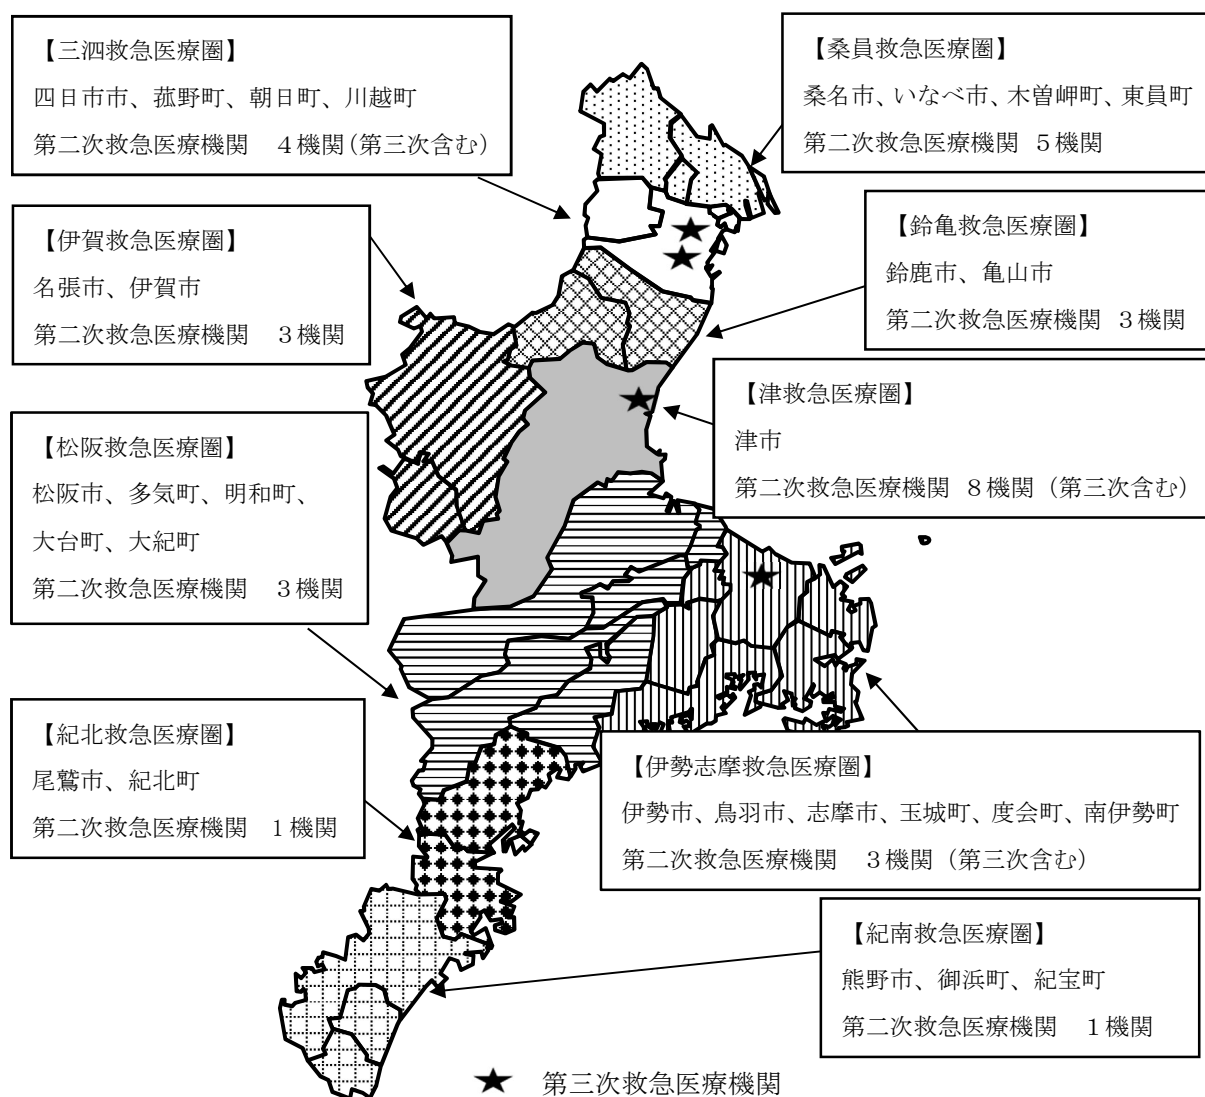 【三泗救急医療圏】
四日市市、菰野町、朝日町、川越町
第二次救急医療機関　４機関(第三次含む)
【桑員救急医療圏】
桑名市、いなべ市、木曽岬町、東員町
第二次救急医療機関 ５機関
【伊賀救急医療圏】
名張市、伊賀市
第二次救急医療機関　３機関
【鈴亀救急医療圏】
鈴鹿市、亀山市
第二次救急医療機関 ３機関
【津救急医療圏】
津市
第二次救急医療機関 ８機関（第三次含む）
【松阪救急医療圏】
松阪市、多気町、明和町、
大台町、大紀町
第二次救急医療機関　３機関
【紀北救急医療圏】
尾鷲市、紀北町
第二次救急医療機関　１機関
【伊勢志摩救急医療圏】
伊勢市、鳥羽市、志摩市、玉城町、度会町、南伊勢町
第二次救急医療機関　３機関（第三次含む）
【紀南救急医療圏】
熊野市、御浜町、紀宝町
第二次救急医療機関　１機関
★　第三次救急医療機関